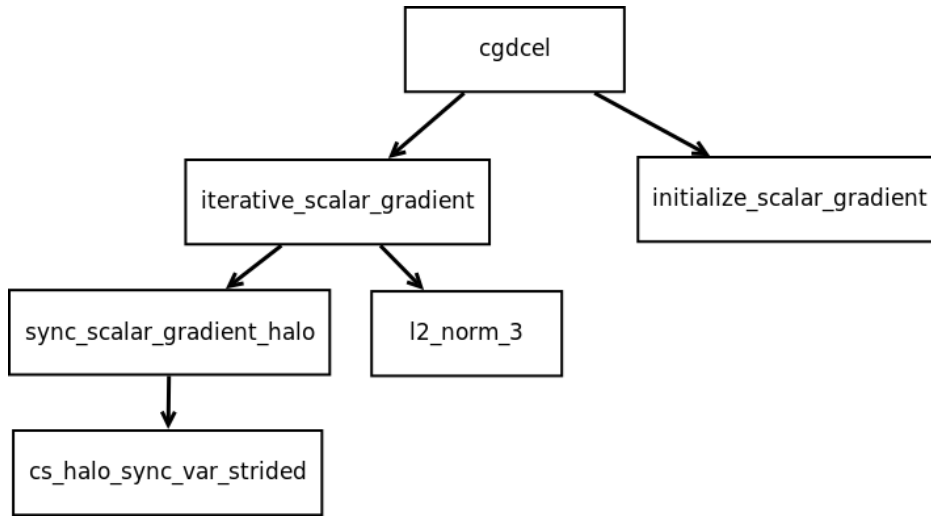 cgdcel
iterative_scalar_gradient
initialize_scalar_gradient
sync_scalar_gradient_halo
l2_norm_3
cs_halo_sync_var_strided